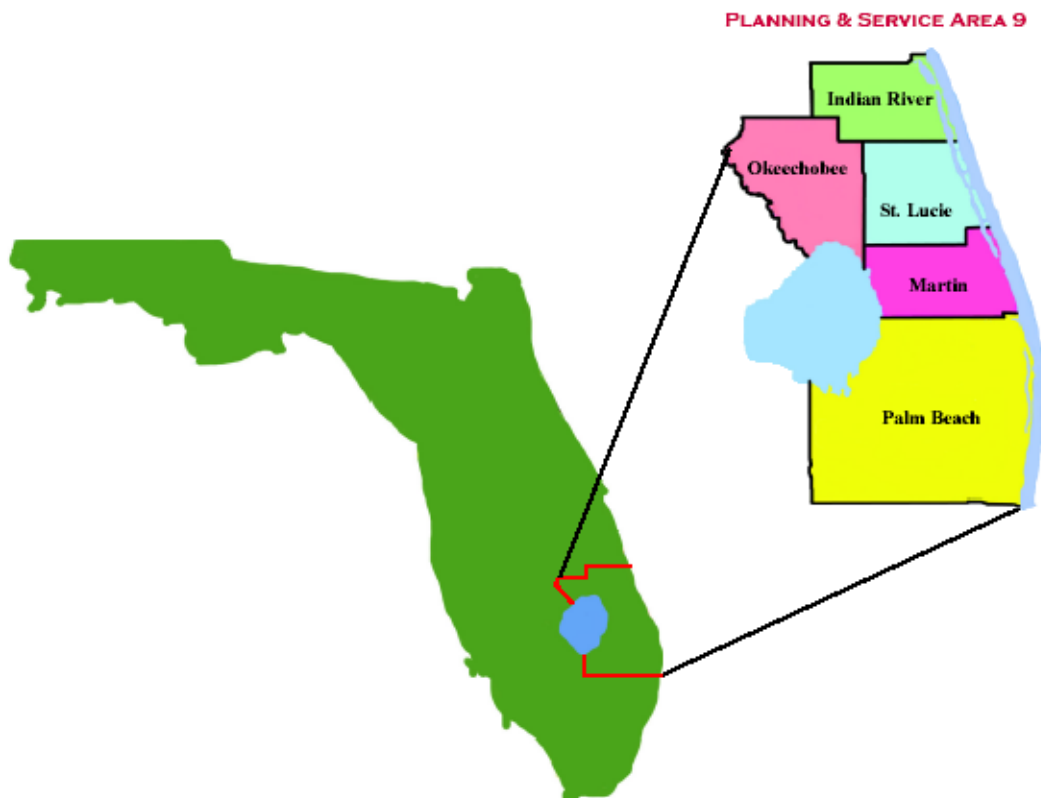 PLANNING & SERVICE AREA 9
Indian River
Okeechobee
St. Lucie
Martin
Palm Beach